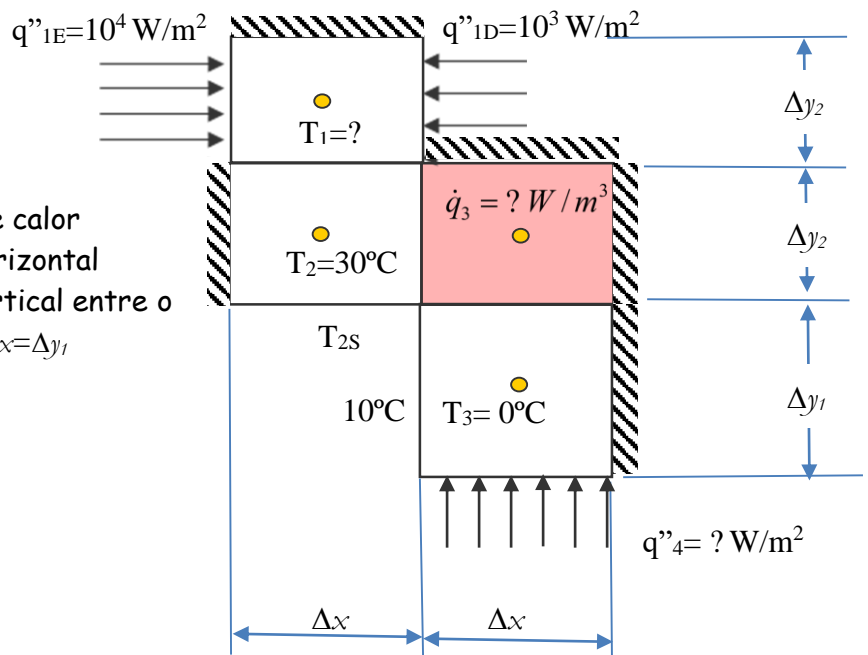 q”1E=10⁴ W/m²
q”1D=10³ W/m²
Δy₂
T₁=?
q̇₃ = ? W/m³
e calor
rizontal
rtical entre o
x=Δy₁
T₂=30ºC
Δy₂
T₂s
10ºC
T₃= 0ºC
Δy₁
q”₄= ? W/m²
Δx
Δx